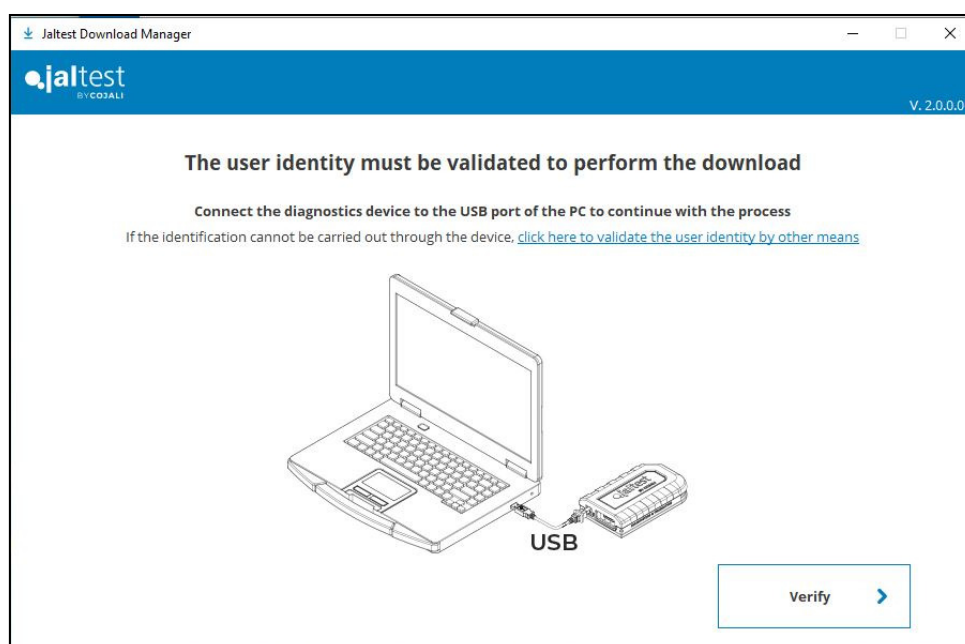 Jaltest Download Manager
jaltest
BY COJALI
V. 2.0.0.0
The user identity must be validated to perform the download
Connect the diagnostics device to the USB port of the PC to continue with the process
If the identification cannot be carried out through the device, click here to validate the user identity by other means
jaltest
USB
Verify